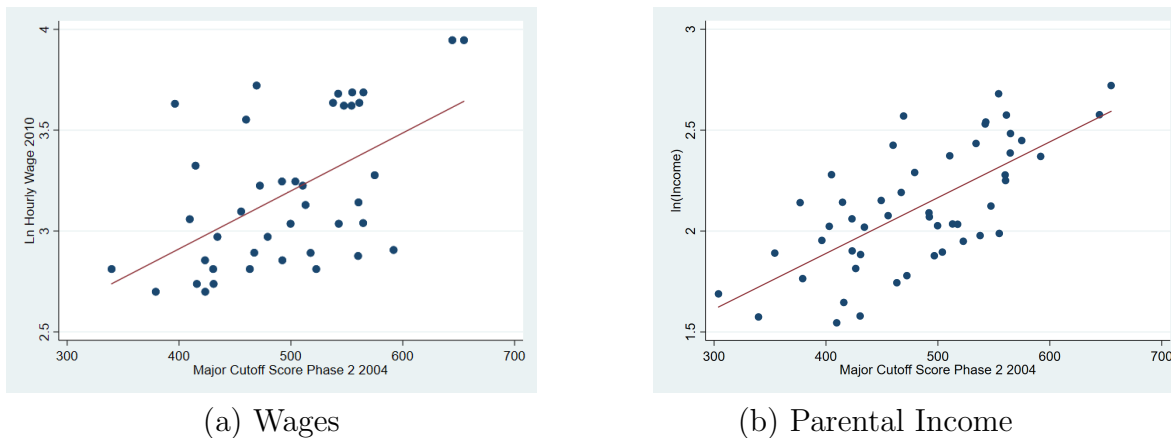 Ln Hourly Wage 2010
4
3.5
3
2.5
300 400 500 600 700
Major Cutoff Score Phase 2 2004
(a) Wages
ln(Income)
3
2.5
2
1.5
300 400 500 600 700
Major Cutoff Score Phase 2 2004
(b) Parental Income